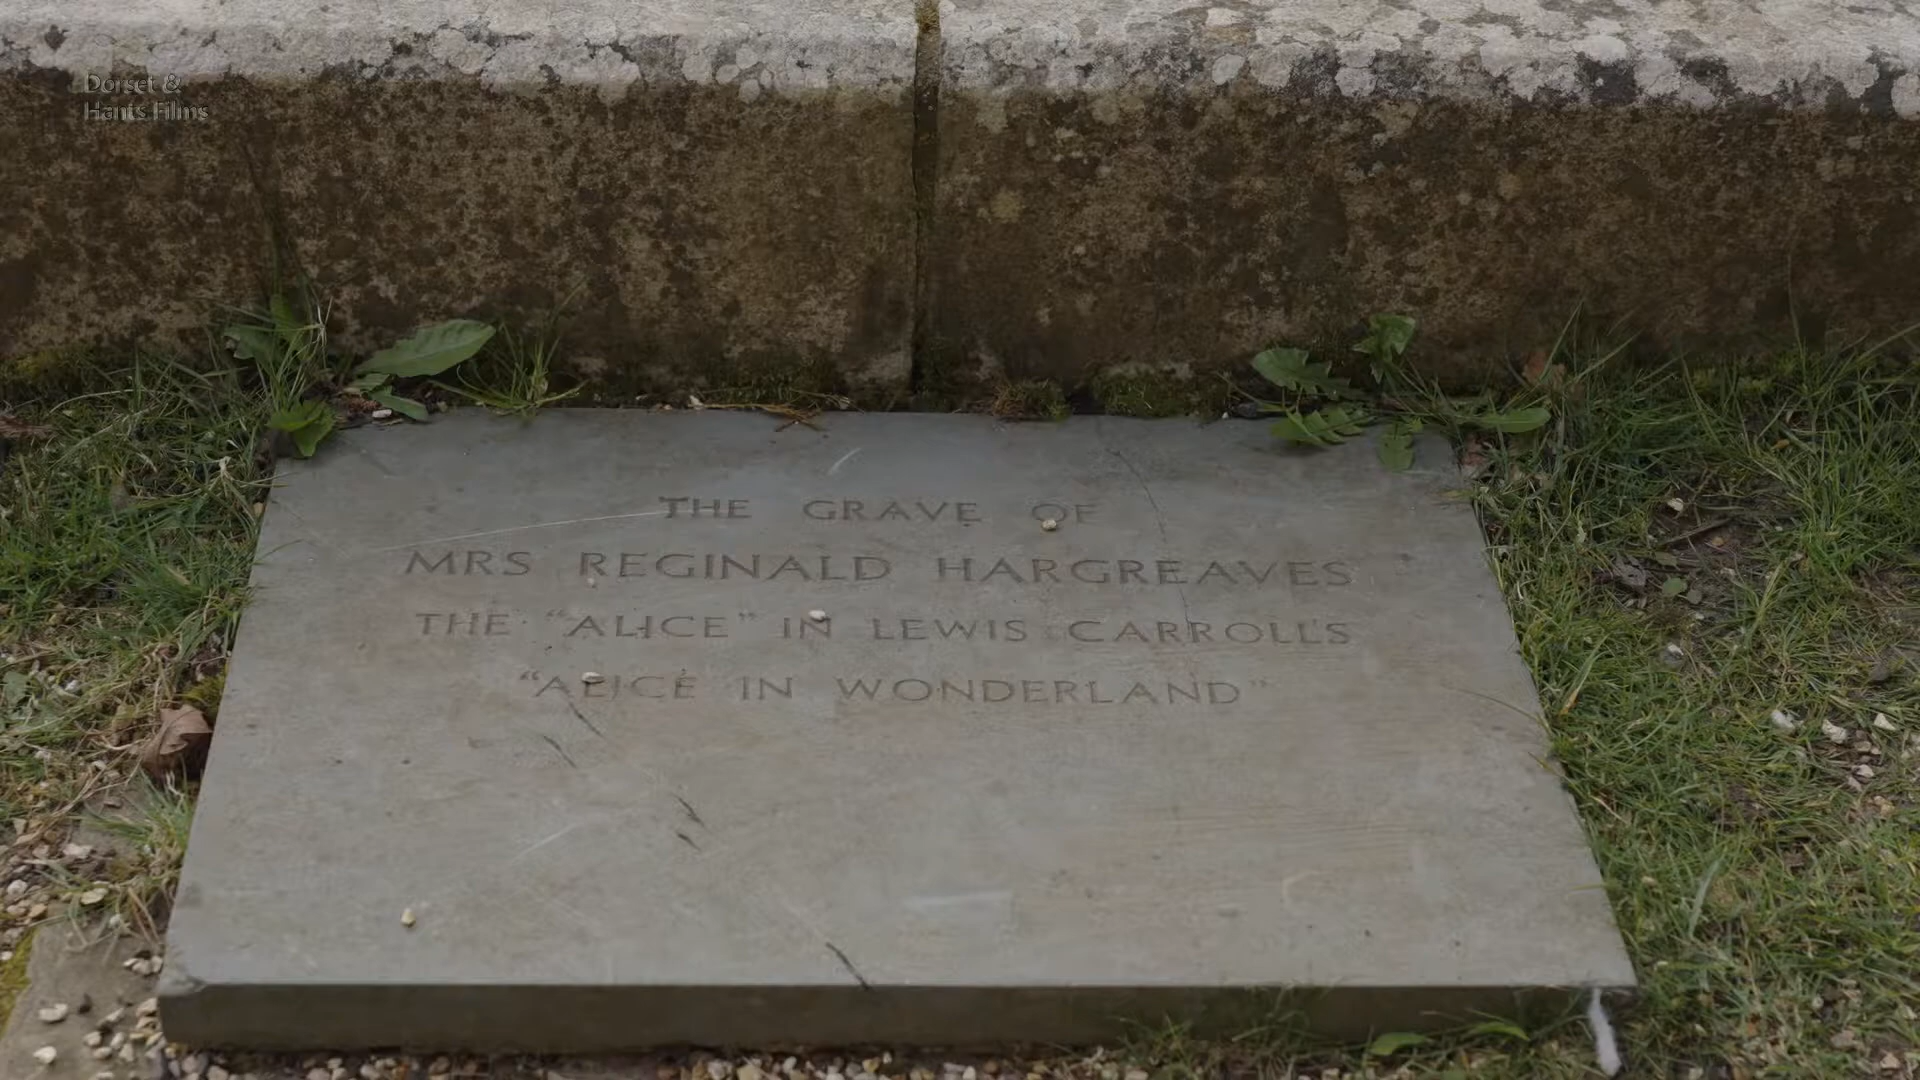 Dorset &
Hants Films
THE GRAVE OF
MRS REGINALD HARGREAVES
THE “ALICE” IN LEWIS CARROLL'S
“ALICE IN WONDERLAND”